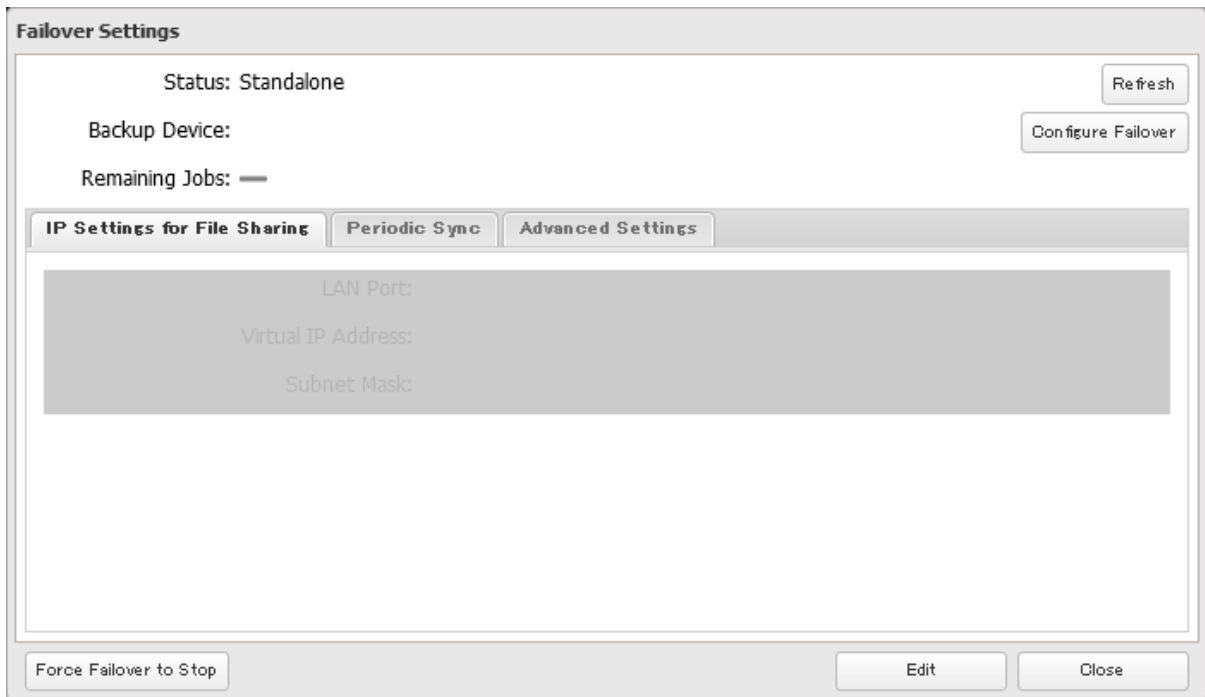 Failover Settings
Status: Standalone
Refresh
Backup Device:
Configure Failover
Remaining Jobs:
IP Settings for File Sharing
Periodic Sync
Advanced Settings
LAN Port:
Virtual IP Address:
Subnet Mask:
Force Failover to Stop
Edit
Close